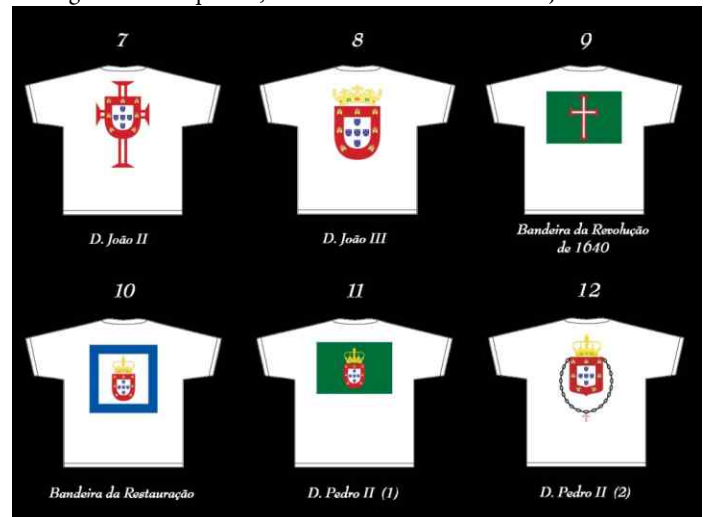 7
8
9
D. João II
D. João III
Bandeira da Revolução
de 1640
10
11
12
Bandeira da Restauração
D. Pedro II (1)
D. Pedro II (2)